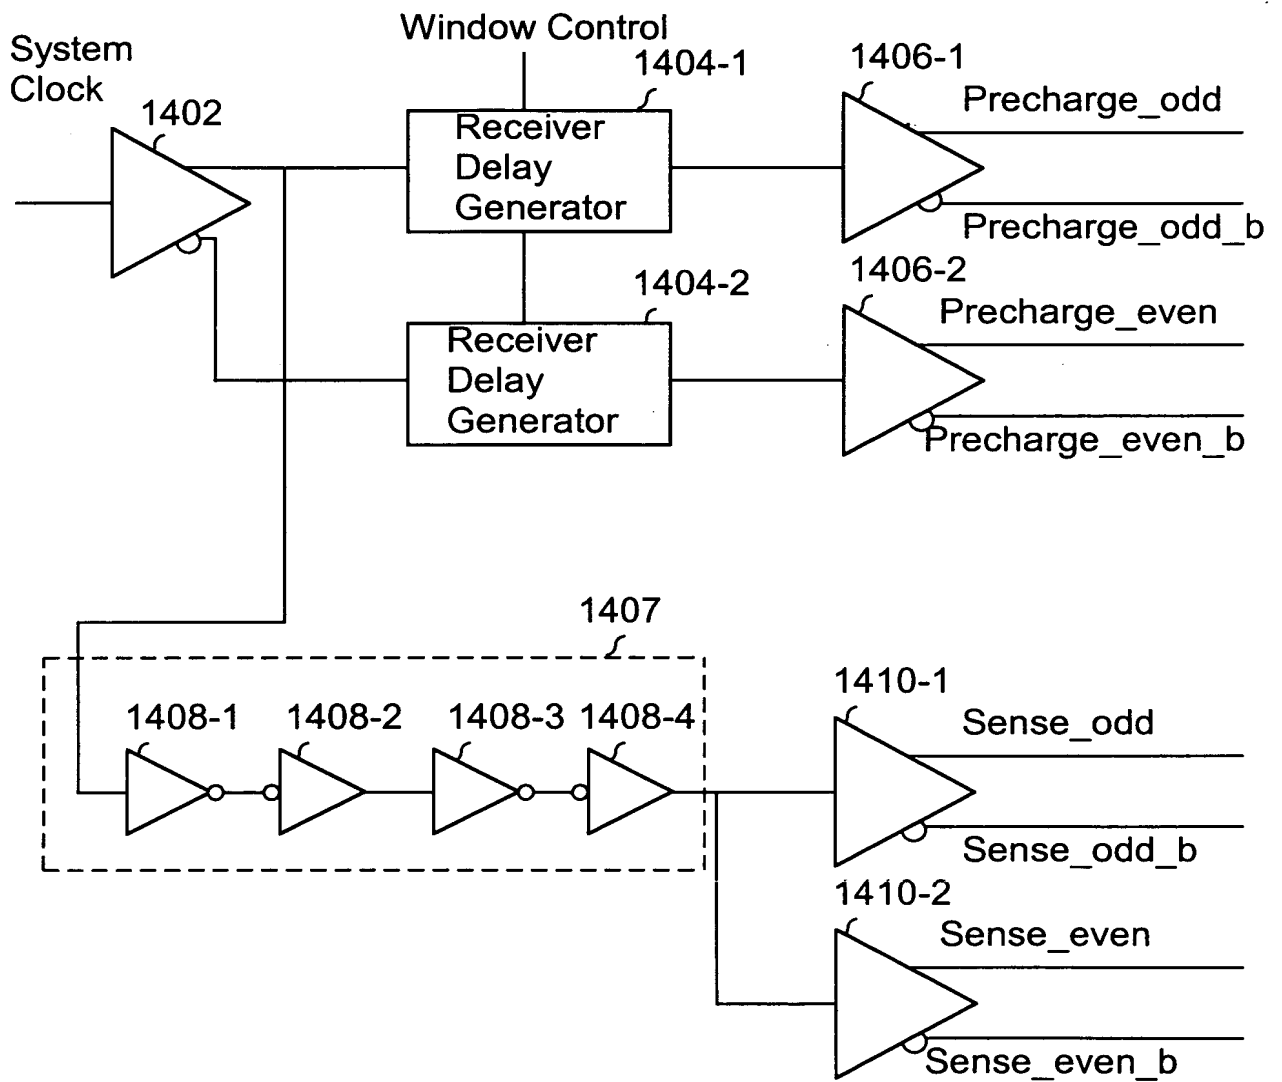 Window Control
System
Clock
1402
1404-1
1406-1
Precharge_odd
Receiver
Delay
Generator
Precharge_odd_b
1404-2
1406-2
Precharge_even
Receiver
Delay
Generator
Precharge_even_b
1407
1408-1
1408-2
1408-3
1408-4
1410-1
Sense_odd
Sense_odd_b
1410-2
Sense_even
Sense_even_b